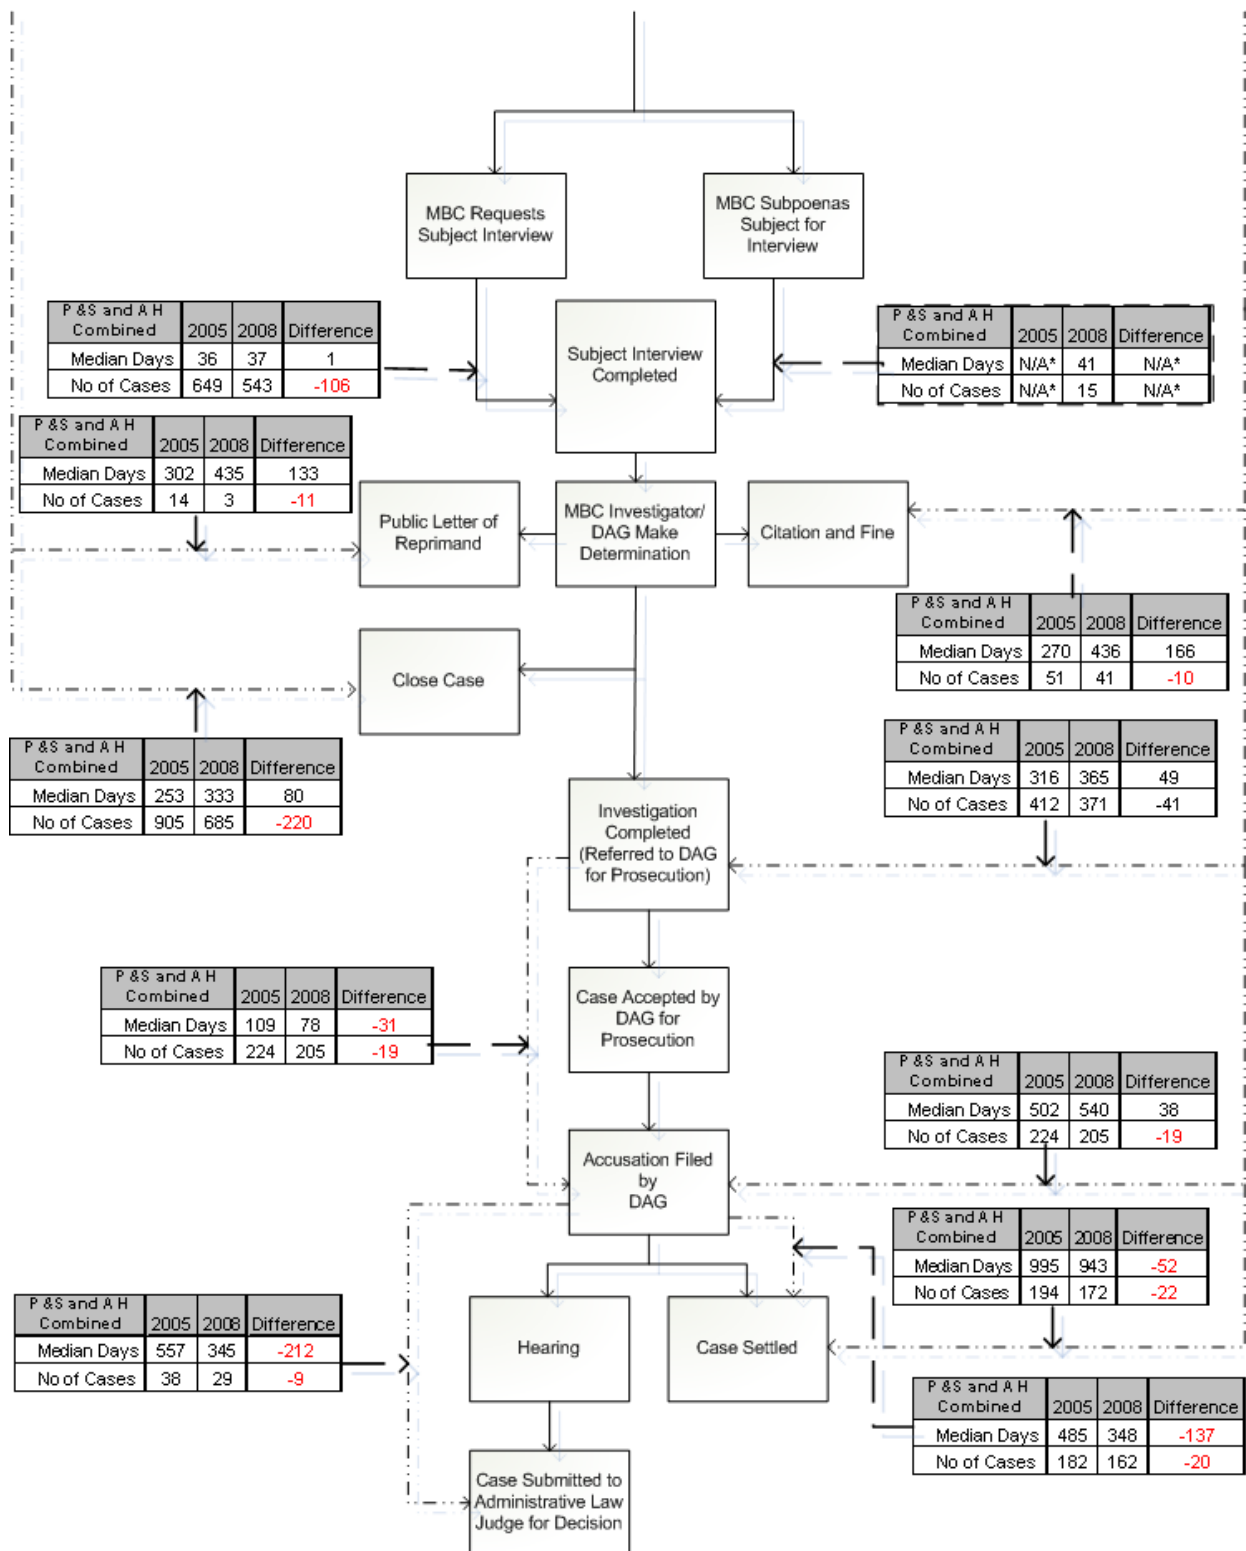 MBC Requests
Subject Interview
MBC Subpoenas
Subject for
Interview
P &S and A H
Combined 2005 2008 Difference
Median Days 36 37 1
No of Cases 649 543 -106
Subject Interview
Completed
P &S and A H
Combined 2005 2008 Difference
Median Days N/A* 41 N/A*
No of Cases N/A* 15 N/A*
P &S and A H
Combined 2005 2008 Difference
Median Days 302 435 133
No of Cases 14 3 -11
Public Letter of
Reprimand
MBC Investigator/
DAG Make
Determination
Citation and Fine
P &S and A H
Combined 2005 2008 Difference
Median Days 270 436 166
No of Cases 51 41 -10
Close Case
P &S and A H
Combined 2005 2008 Difference
Median Days 253 333 80
No of Cases 905 685 -220
P &S and A H
Combined 2005 2008 Difference
Median Days 316 365 49
No of Cases 412 371 -41
Investigation
Completed
(Referred to DAG
for Prosecution)
P &S and A H
Combined 2005 2008 Difference
Median Days 109 78 -31
No of Cases 224 205 -19
Case Accepted by
DAG for
Prosecution
P &S and A H
Combined 2005 2008 Difference
Median Days 502 540 38
No of Cases 224 205 -19
Accusation Filed
by
DAG
P &S and A H
Combined 2005 2008 Difference
Median Days 995 943 -52
No of Cases 194 172 -22
P &S and A H
Combined 2005 2008 Difference
Median Days 557 345 -212
No of Cases 38 29 -9
Hearing
Case Settled
P &S and A H
Combined 2005 2008 Difference
Median Days 485 348 -137
No of Cases 182 162 -20
Case Submitted to
Administrative Law
Judge for Decision